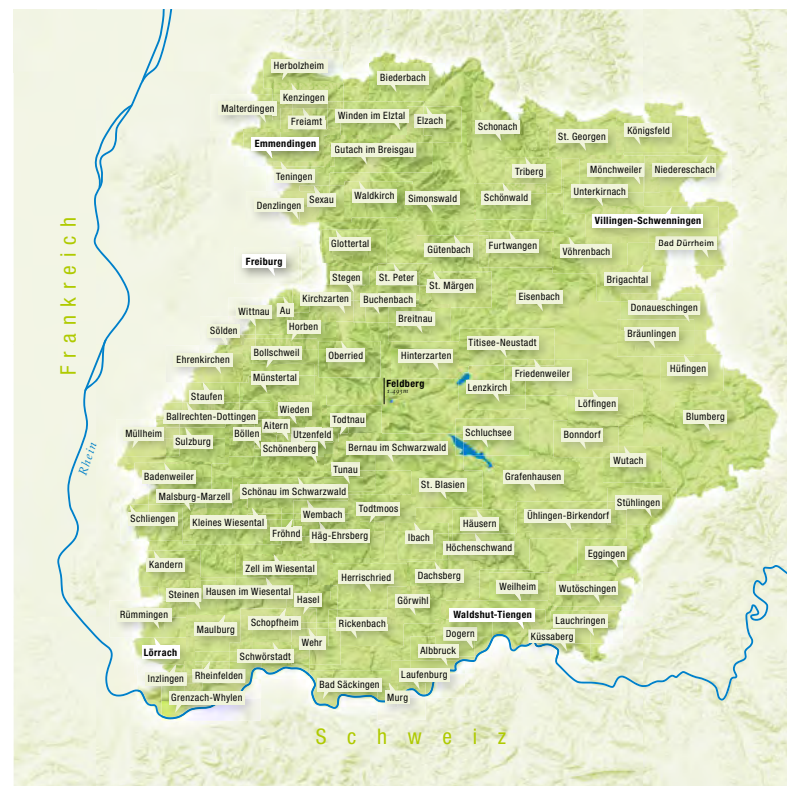 Herbolzheim
Biederbach
Kenzingen
Malterdingen
Freiamt
Winden im Elztal
Elzach
Schonach
St. Georgen
Königsfeld
Emmendingen
Gutach im Breisgau
Teningen
Triberg
Mönchweiler
Niedereschach
Denzlingen
Sexau
Waldkirch
Simonswald
Schönwald
Unterkirnach
Villingen-Schwenningen
Glottertal
Gütenbach
Furtwangen
Vöhrenbach
Bad Dürrheim
Freiburg
Stegen
St. Peter
St. Märgen
Brigachtal
Kirchzarten
Buchenbach
Eisenbach
Donaueschingen
Wittnau
Au
Horben
Breitnau
Sölden
Bräunlingen
Ehrenkirchen
Bollschweil
Oberried
Hinterzarten
Titisee-Neustadt
Hüfingen
Münstertal
Feldberg
1.493m
Lenzkirch
Friedenweiler
Staufen
Löffingen
Ballrechten-Dottingen
Wieden
Todtnau
Blumberg
Müllheim
Sulzburg
Böllen
Aitern
Utzenfeld
Schluchsee
Bonndorf
Schönenberg
Bernau im Schwarzwald
Wutach
Rhein
Frankreich
Badenweiler
Tunau
St. Blasien
Grafenhausen
Malsburg-Marzell
Schönau im Schwarzwald
Stühlingen
Schliengen
Kleines Wiesental
Wembach
Todtmoos
Häusern
Ühlingen-Birkendorf
Fröhnd
Häg-Ehrsberg
Ibach
Höchenschwand
Eggingen
Kandern
Zell im Wiesental
Herrischried
Dachsberg
Weilheim
Wutöschingen
Steinen
Hausen im Wiesental
Hasel
Görwihl
Rümmingen
Maulburg
Schopfheim
Rickenbach
Waldshut-Tiengen
Lauchringen
Lörrach
Wehr
Dogern
Küssaberg
Schwörstadt
Albbruck
Inzlingen
Rheinfelden
Laufenburg
Grenzach-Whylen
Bad Säckingen
Murg
Schweiz